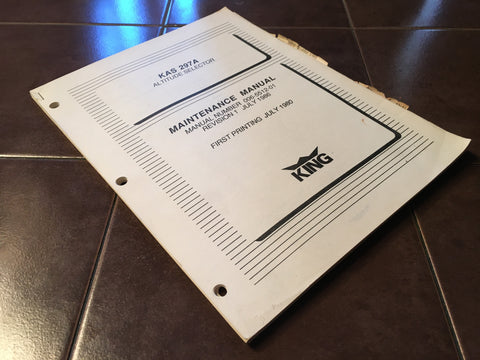 KAS 297A
ALTITUDE SELECTOR
MAINTENANCE MANUAL
MANUAL NUMBER 006-5512-01
REVISION 1 JULY 1986
FIRST PRINTING JULY 1980
KING